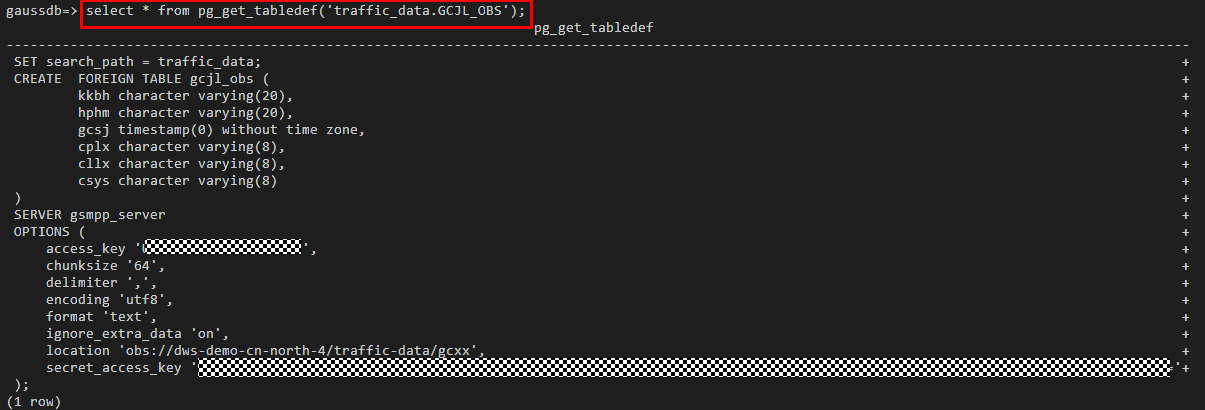 gaussdb=> select * from pg_get_tabledef('traffic_data.GCJL_OBS');
pg_get_tabledef
-----------------------------------------------------------------------------------------------------------------------------------------------
SET search_path = traffic_data; +
CREATE  FOREIGN TABLE gcjl_obs ( +
kkbh character varying(20), +
hphm character varying(20), +
gcsj timestamp(0) without time zone, +
cplx character varying(8), +
cllx character varying(8), +
csys character varying(8) +
) +
SERVER gsmpp_server +
OPTIONS ( +
access_key ' ', +
chunksize '64', +
delimiter ',', +
encoding 'utf8', +
format 'text', +
ignore_extra_data 'on', +
location 'obs://dws-demo-cn-north-4/traffic-data/gcxx', +
secret_access_key ' '+
);
(1 row)